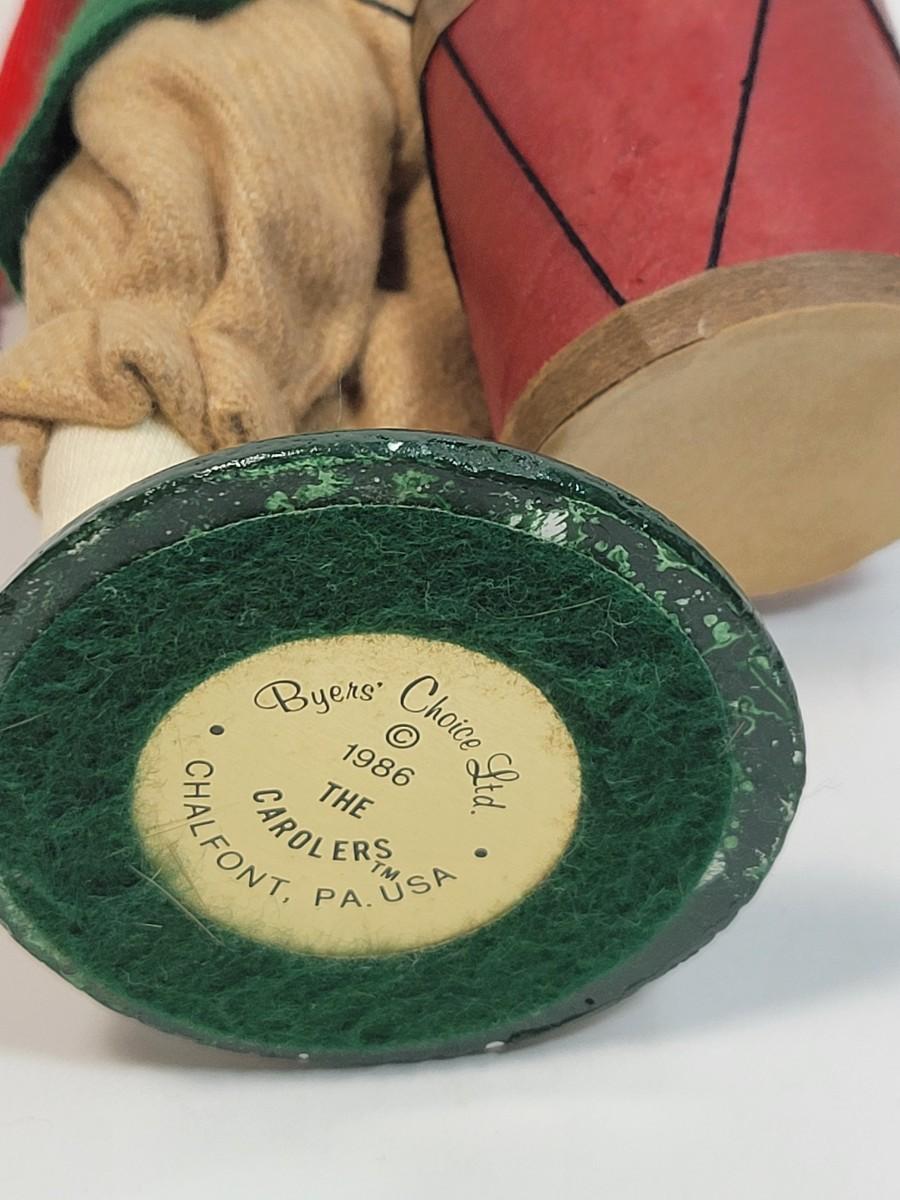 Byers' Choice Ltd.
©
1986
THE
CAROLERS™
CHALFONT, PA. USA